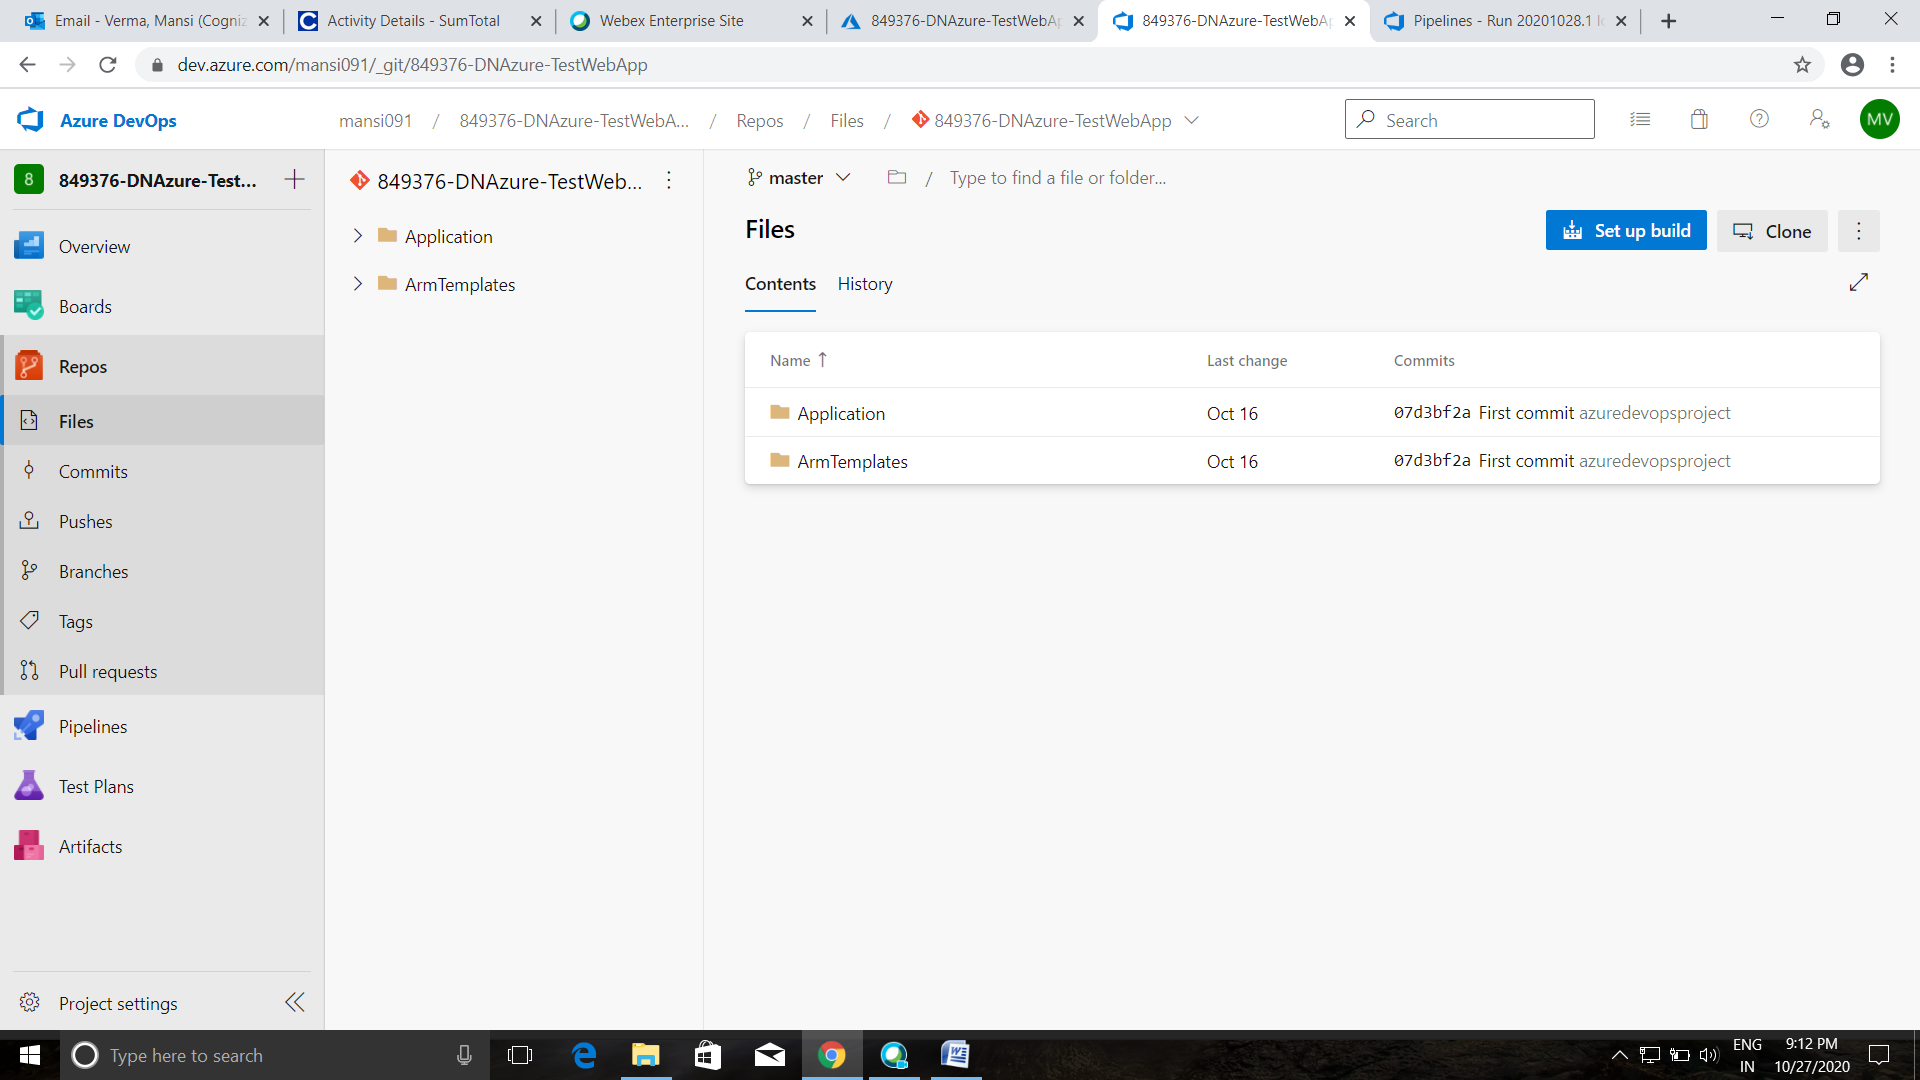 Email - Verma, Mansi (Cogniz
Activity Details - SumTotal
Webex Enterprise Site
849376-DNAzure-TestWebAp
849376-DNAzure-TestWebAp
Pipelines - Run 20201028.1
dev.azure.com/mansi091/_git/849376-DNAzure-TestWebApp
Azure DevOps
mansi091 / 849376-DNAzure-TestWebA... / Repos / Files / 849376-DNAzure-TestWebApp
Search
MV
8 849376-DNAzure-Test...
Overview
Boards
Repos
Files
Commits
Pushes
Branches
Tags
Pull requests
Pipelines
Test Plans
Artifacts
Project settings
849376-DNAzure-TestWeb...
Application
ArmTemplates
master / Type to find a file or folder...
Files
Set up build
Clone
Contents History
Name Last change Commits
Application Oct 16 07d3bf2a First commit azuredevopsproject
ArmTemplates Oct 16 07d3bf2a First commit azuredevopsproject
Type here to search
ENG
IN
9:12 PM
10/27/2020